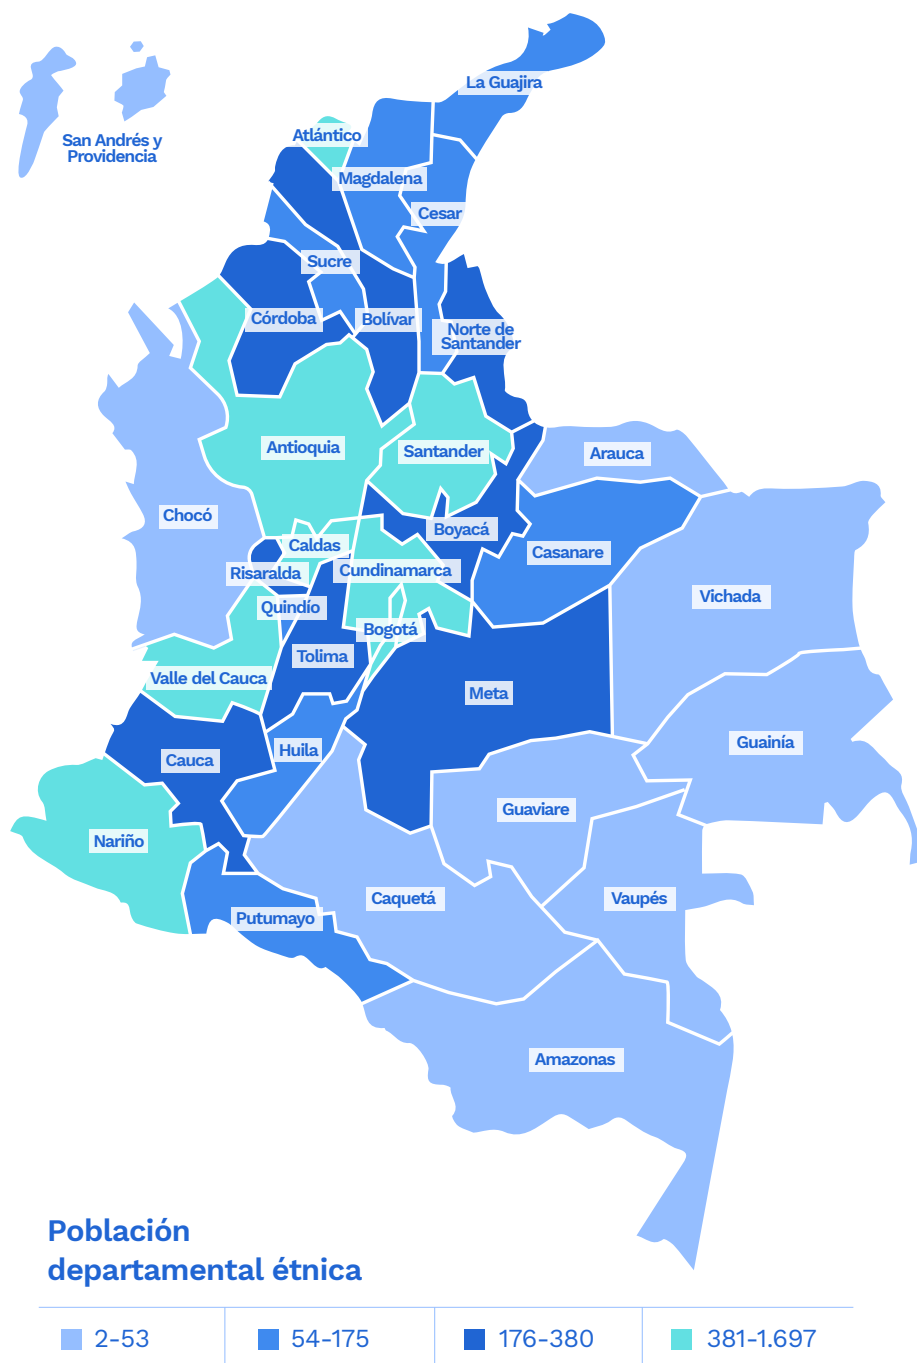 La Guajira
San Andrés y
Providencia
Atlántico
Magdalena
Cesar
Sucre
Córdoba
Bolívar
Norte de
Santander
Antioquia
Santander
Arauca
Chocó
Boyacá
Caldas
Casanare
Risaralda
Cundinamarca
Quindío
Vichada
Bogotá
Tolima
Valle del Cauca
Meta
Guainía
Huila
Cauca
Guaviare
Nariño
Caquetá
Vaupés
Putumayo
Amazonas
Población
departamental étnica
2-53
54-175
176-380
381-1.697